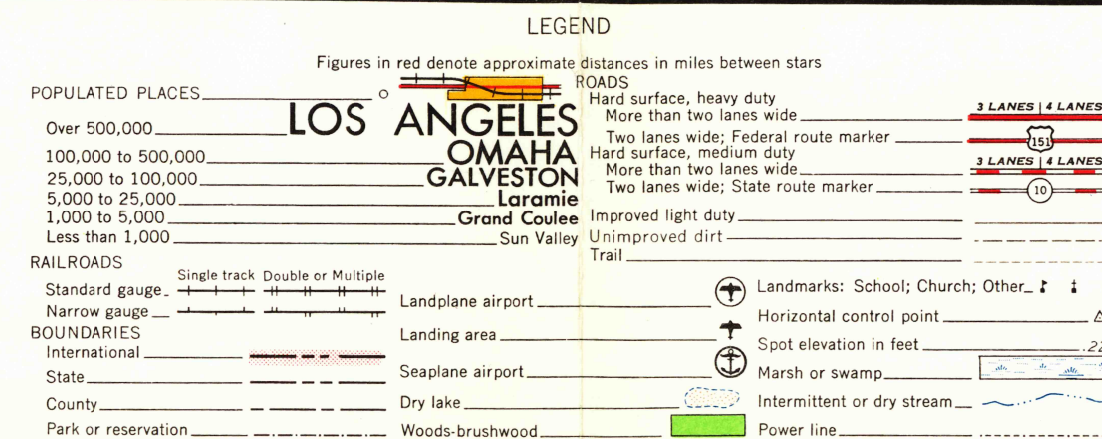 LEGEND
Figures in red denote approximate distances in miles between stars
POPULATED PLACES
Over 500,000 LOS ANGELES
100,000 to 500,000 OMAHA
25,000 to 100,000 GALVESTON
5,000 to 25,000 Laramie
1,000 to 5,000 Grand Coulee
Less than 1,000 Sun Valley
RAILROADS
Single track Double or Multiple
Standard gauge
Narrow gauge
BOUNDARIES
International
State
County
Park or reservation
Landplane airport
Landing area
Seaplane airport
Dry lake
Woods-brushwood
ROADS
Hard surface, heavy duty
3 LANES | 4 LANES
More than two lanes wide
Two lanes wide; Federal route marker 151
Hard surface, medium duty
3 LANES | 4 LANES
More than two lanes wide
Two lanes wide; State route marker 10
Improved light duty
Unimproved dirt
Trail
Landmarks: School; Church; Other
Horizontal control point
Spot elevation in feet
Marsh or swamp
Intermittent or dry stream
Power line